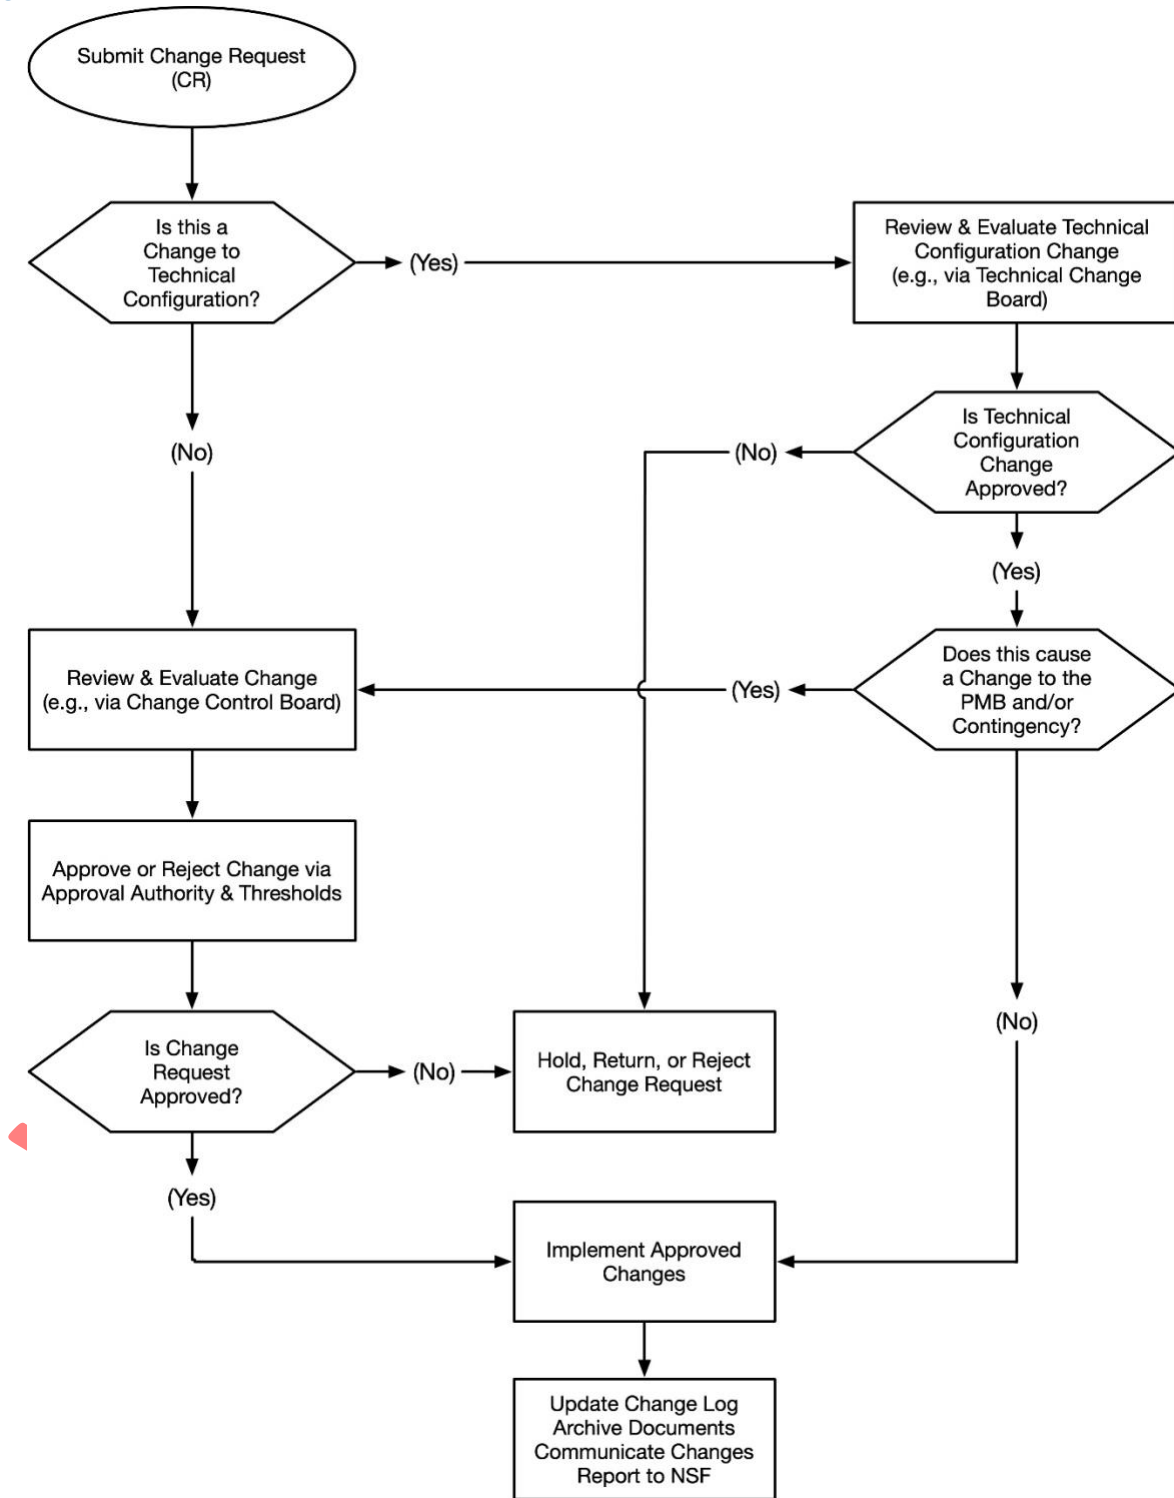 Submit Change Request
(CR)
Is this a
Change to
Technical
Configuration?
(Yes)
Review & Evaluate Technical
Configuration Change
(e.g., via Technical Change
Board)
(No)
Is Technical
Configuration
Change
Approved?
(No)
(Yes)
Review & Evaluate Change
(e.g., via Change Control Board)
(Yes)
Does this cause
a Change to the
PMB and/or
Contingency?
Approve or Reject Change via
Approval Authority & Thresholds
(No)
Is Change
Request
Approved?
(No)
Hold, Return, or Reject
Change Request
(Yes)
Implement Approved
Changes
Update Change Log
Archive Documents
Communicate Changes
Report to NSF